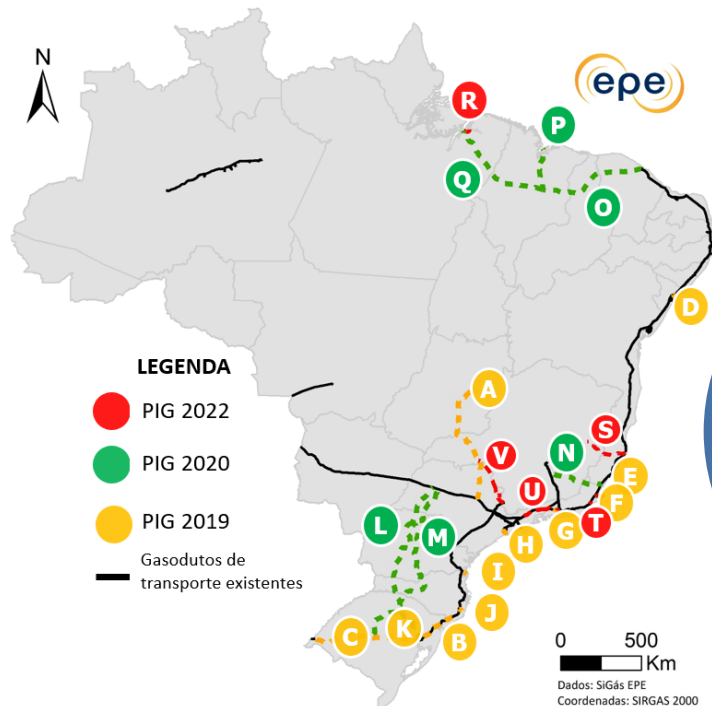 N
epe
R
P
Q
O
D
LEGENDA
A
PIG 2022
S
V
N
PIG 2020
E
U
F
L
M
T
G
PIG 2019
H
Gasodutos de
transporte existentes
I
J
K
C
B
0 500
Km
Dados: SiGás EPE
Coordenadas: SIRGAS 2000